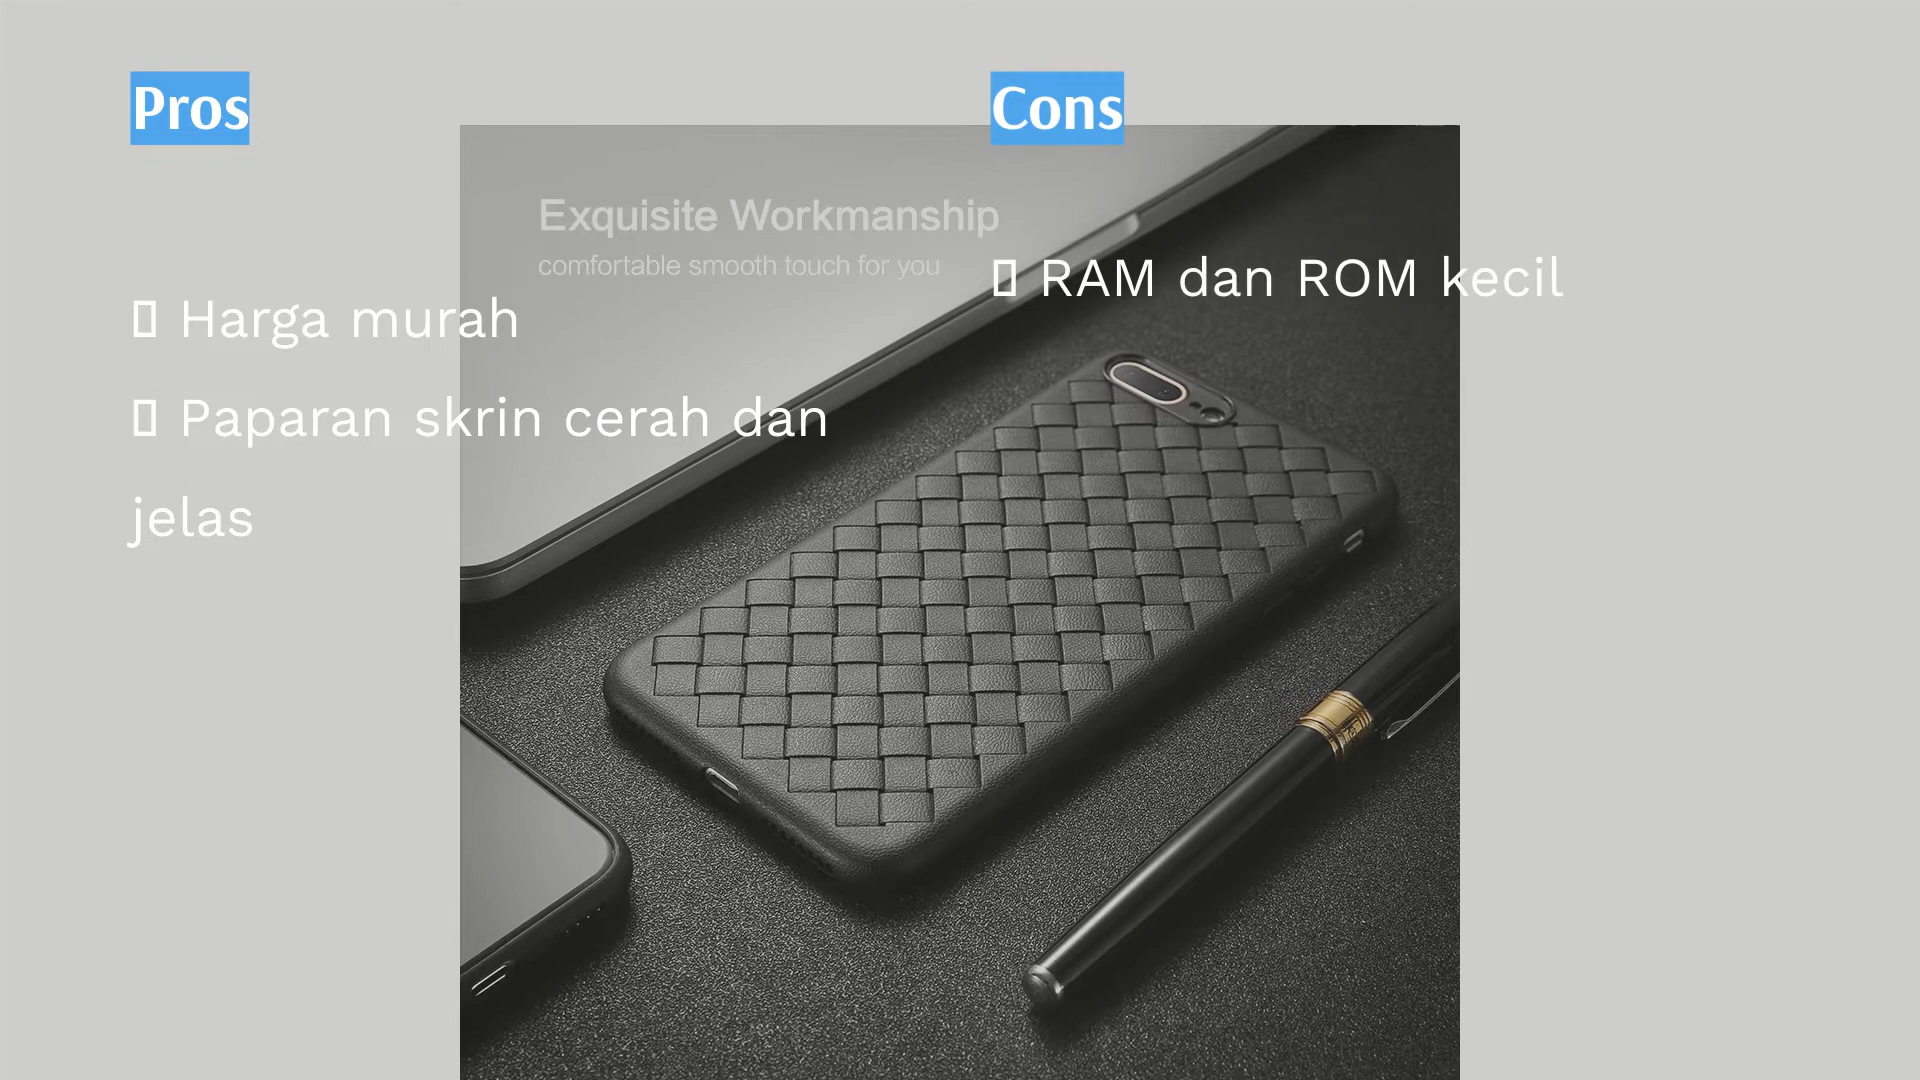 Pros
Exquisite Workmanship
comfortable smooth touch for you
Harga murah
Paparan skrin cerah dan
jelas
Cons
RAM dan ROM kecil